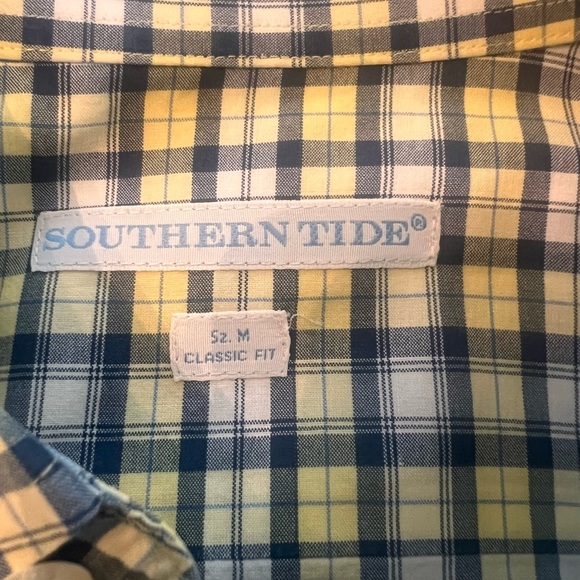 SOUTHERN TIDE®
Sz. M
CLASSIC FIT